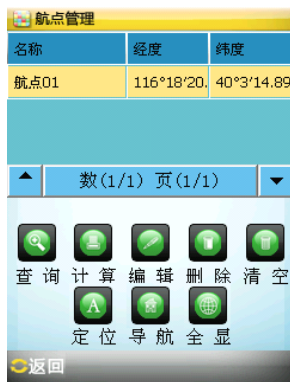 航点管理
名称 经度 纬度
航点01 116°18′20. 40°3′14.89
数(1/1) 页(1/1)
查询 计算 编辑 删除 清空
定位 导航 全显
返回